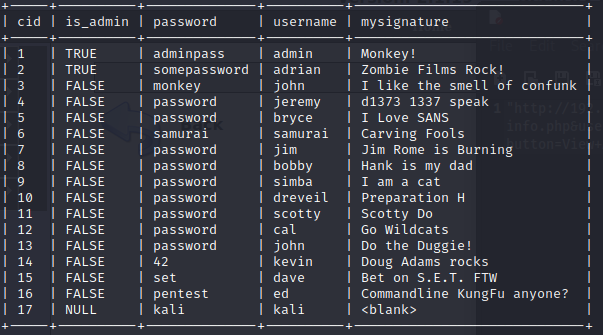 | cid | is_admin | password | username | mysignature |
| 1 | TRUE | adminpass | admin | Monkey! |
| 2 | TRUE | somepassword | adrian | Zombie Films Rock! |
| 3 | FALSE | monkey | john | I like the smell of confunk |
| 4 | FALSE | password | jeremy | d1373 1337 speak |
| 5 | FALSE | password | bryce | I Love SANS |
| 6 | FALSE | samurai | samurai | Carving Fools |
| 7 | FALSE | password | jim | Jim Rome is Burning |
| 8 | FALSE | password | bobby | Hank is my dad |
| 9 | FALSE | password | simba | I am a cat |
| 10 | FALSE | password | dreveil | Preparation H |
| 11 | FALSE | password | scotty | Scotty Do |
| 12 | FALSE | password | cal | Go Wildcats |
| 13 | FALSE | password | john | Do the Duggie! |
| 14 | FALSE | 42 | kevin | Doug Adams rocks |
| 15 | FALSE | set | dave | Bet on S.E.T. FTW |
| 16 | FALSE | pentest | ed | Commandline KungFu anyone? |
| 17 | NULL | kali | kali | <blank> |